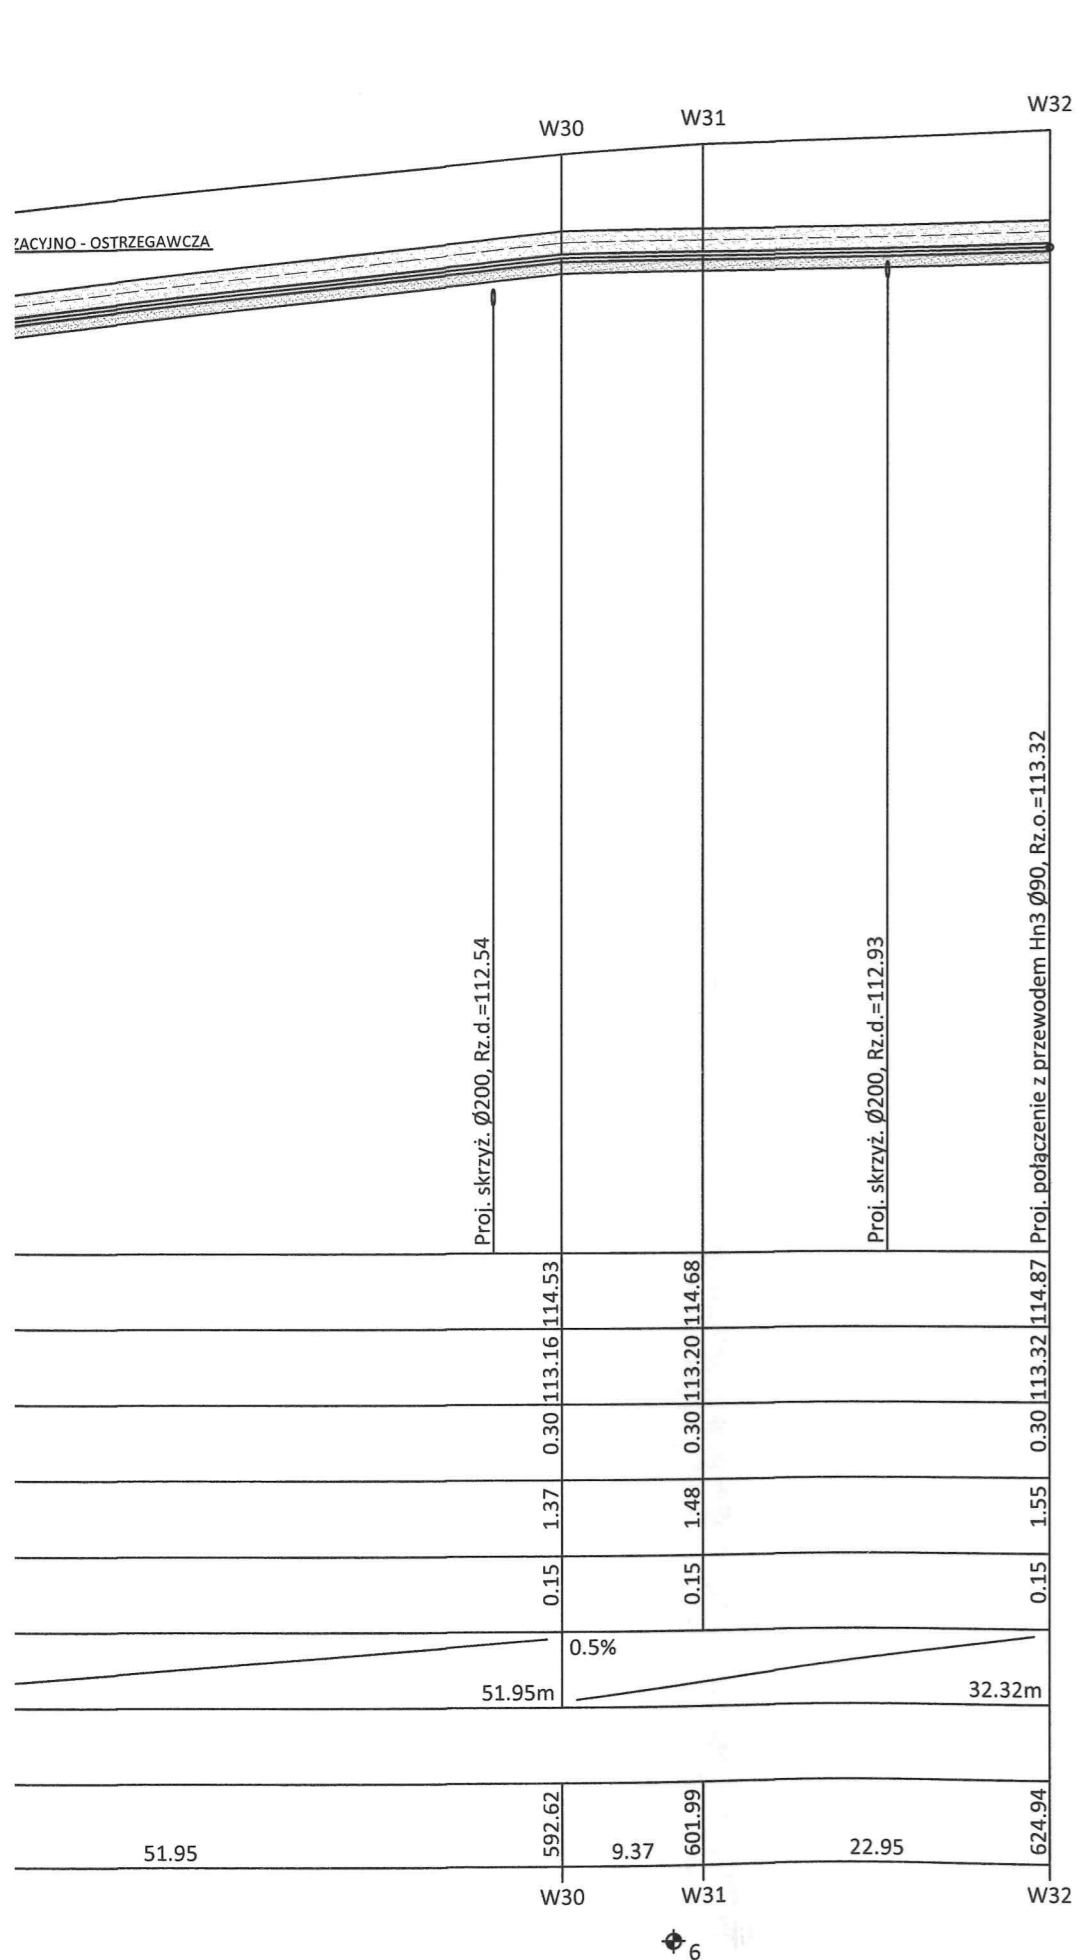 W30
W31
W32
ZACYJNO - OSTRZEGAWCZA
Proj. skrzyż. Ø200, Rz.d.=112.54
Proj. skrzyż. Ø200, Rz.d.=112.93
Proj. połączenie z przewodem Hn3 Ø90, Rz.o.=113.32
114.53
114.68
114.87
113.16
113.20
113.32
0.30
0.30
0.30
1.37
1.48
1.55
0.15
0.15
0.15
0.5%
51.95m
32.32m
592.62
601.99
624.94
51.95
9.37
22.95
W30
W31
W32
6